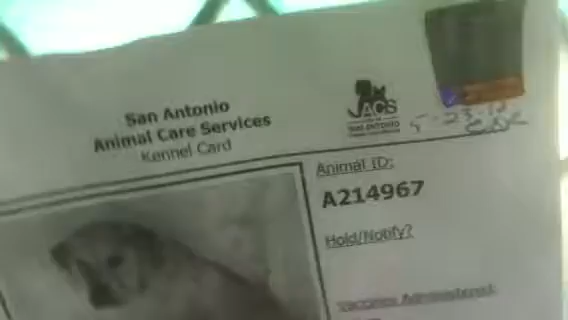 San Antonio
Animal Care Services
Kennel Card
ACS
SAN ANTONIO
5-23-12
Animal ID:
A214967
Hold/Notify?
Vaccines Administered: